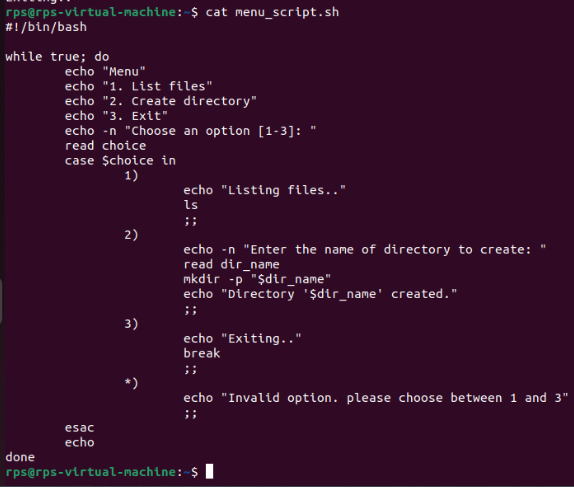 rps@rps-virtual-machine:~$ cat menu_script.sh
#!/bin/bash
while true; do
echo "Menu"
echo "1. List files"
echo "2. Create directory"
echo "3. Exit"
echo -n "Choose an option [1-3]: "
read choice
case $choice in
1)
echo "Listing files.."
ls
;;
2)
echo -n "Enter the name of directory to create: "
read dir_name
mkdir -p "$dir_name"
echo "Directory '$dir_name' created."
;;
3)
echo "Exiting.."
break
;;
*)
echo "Invalid option. please choose between 1 and 3"
;;
esac
echo
done
rps@rps-virtual-machine:~$